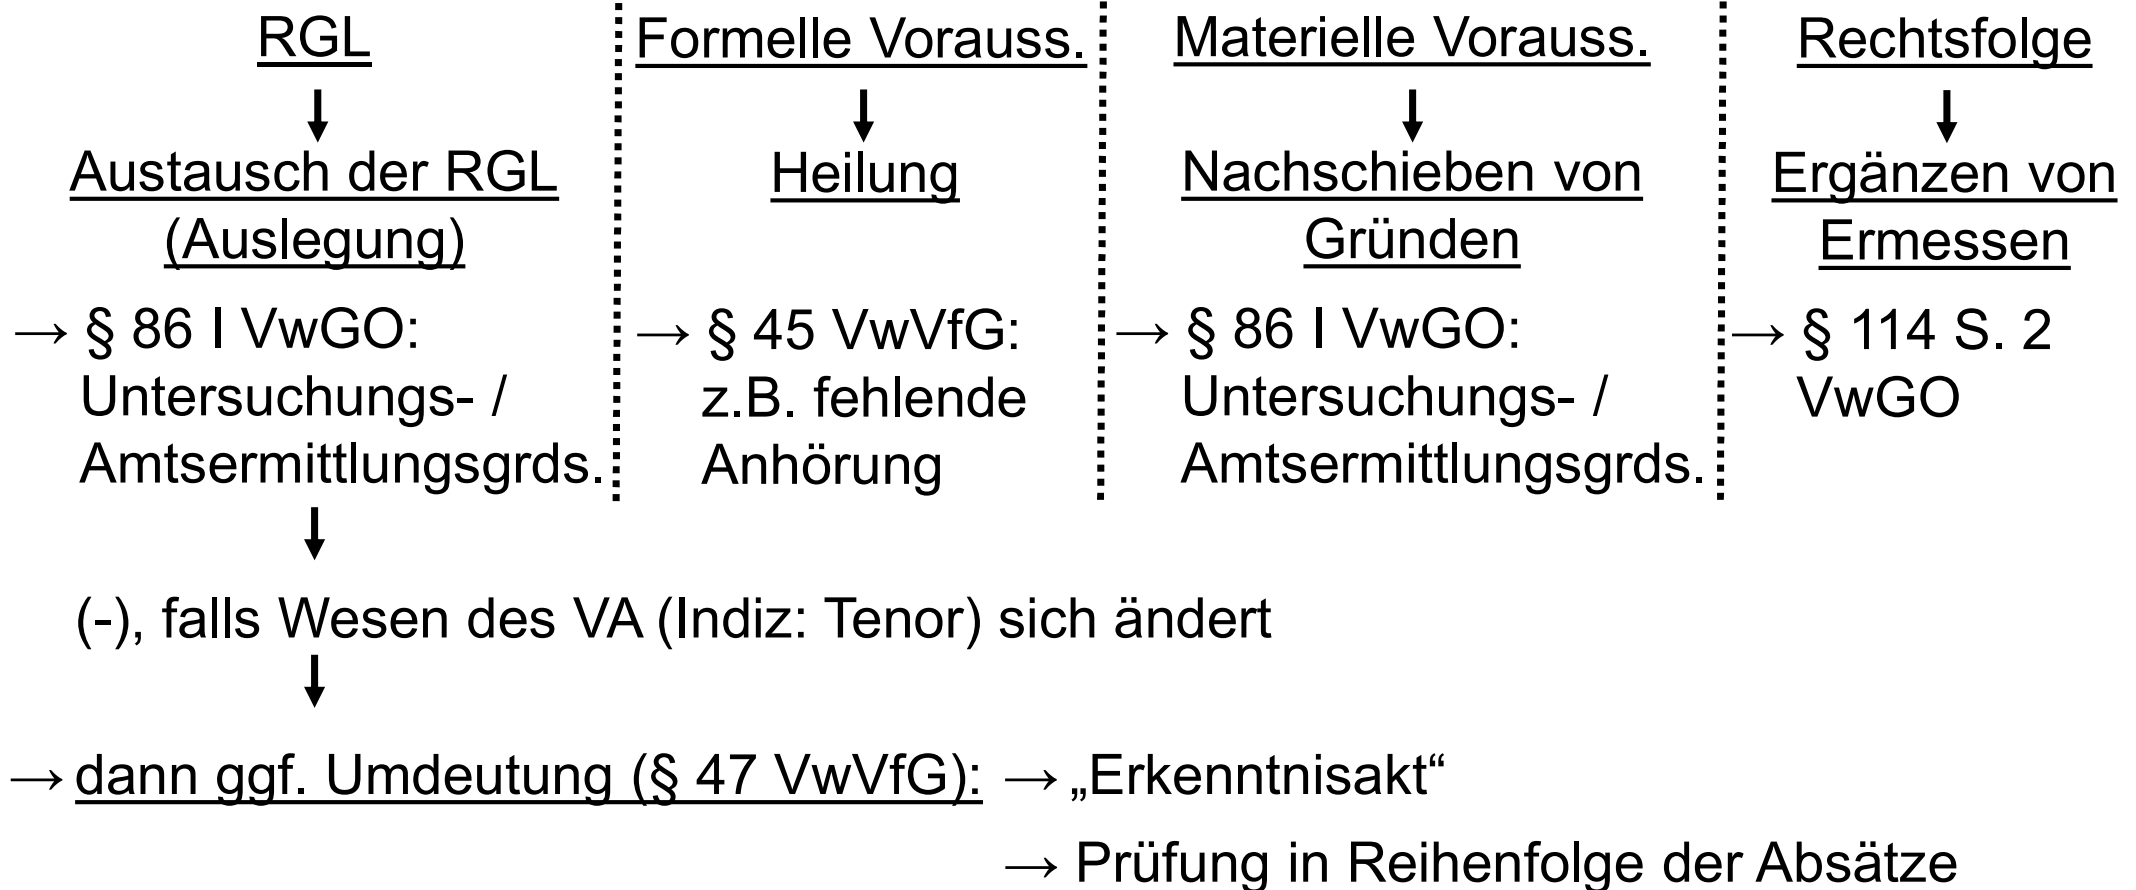 RGL
↓
Austausch der RGL
(Auslegung)
→ § 86 I VwGO:
Untersuchungs- /
Amtsermittlungsgrds.
↓
(-), falls Wesen des VA (Indiz: Tenor) sich ändert
↓
→ dann ggf. Umdeutung (§ 47 VwVfG): → „Erkenntnisakt“
→ Prüfung in Reihenfolge der Absätze
Formelle Vorauss.
↓
Heilung
→ § 45 VwVfG:
z.B. fehlende
Anhörung
Materielle Vorauss.
↓
Nachschieben von
Gründen
→ § 86 I VwGO:
Untersuchungs- /
Amtsermittlungsgrds.
Rechtsfolge
↓
Ergänzen von
Ermessen
→ § 114 S. 2
VwGO